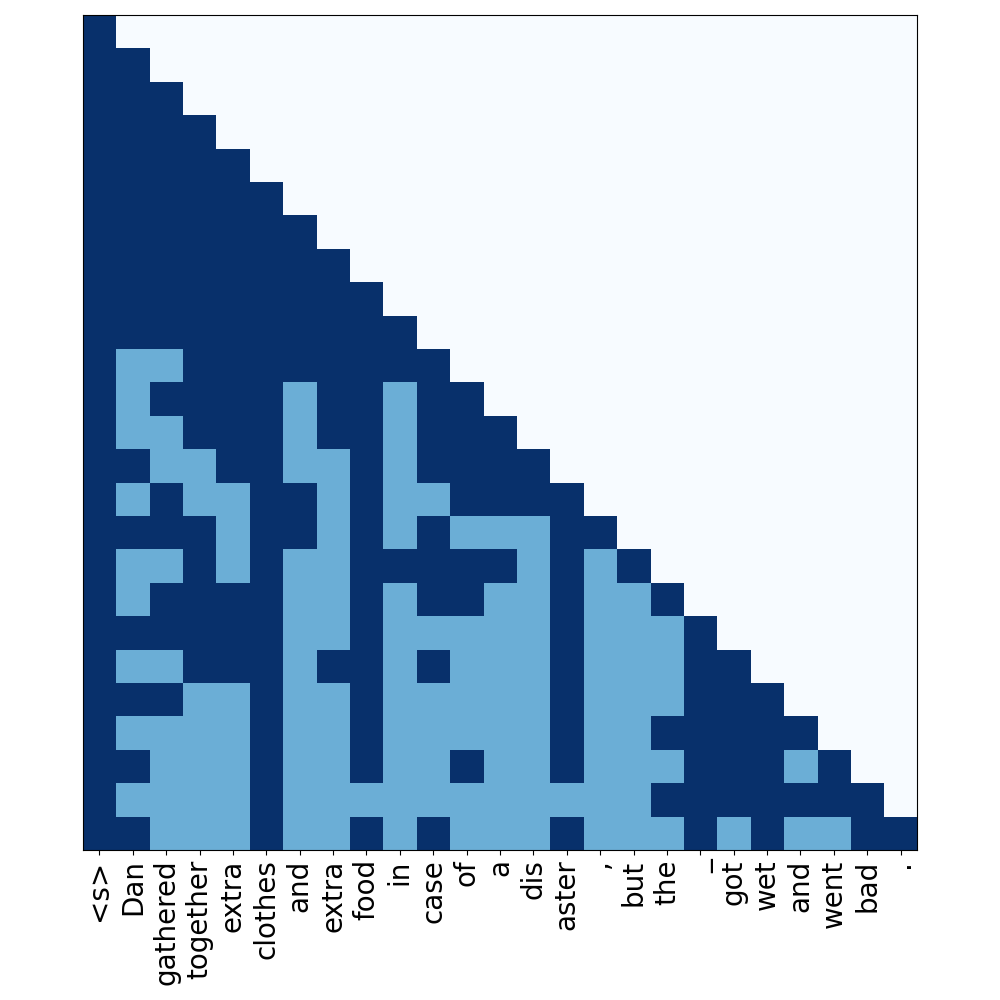 <s> Dan gathered together extra clothes and extra food in case of a dis aster , but the _ got wet and went bad .